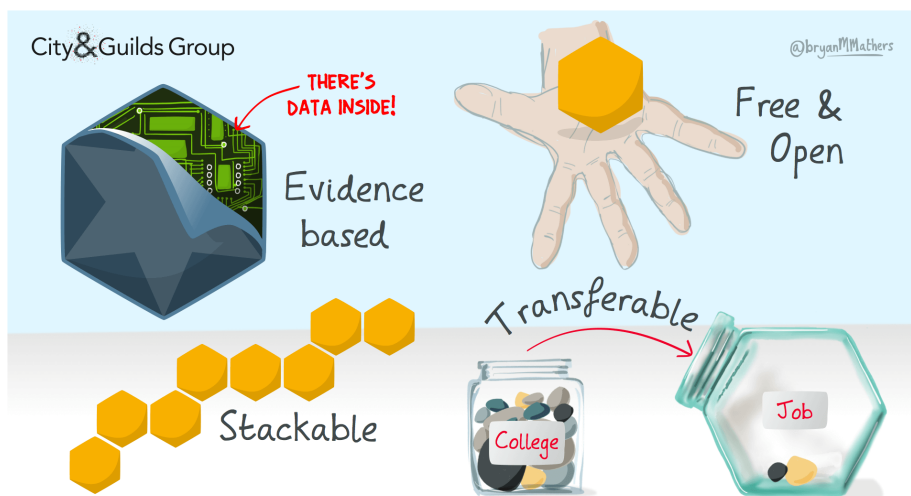 City&Guilds Group
@bryanMMathers
THERE'S
DATA INSIDE!
Free &
Open
Evidence
based
Transferable
Stackable
College
Job